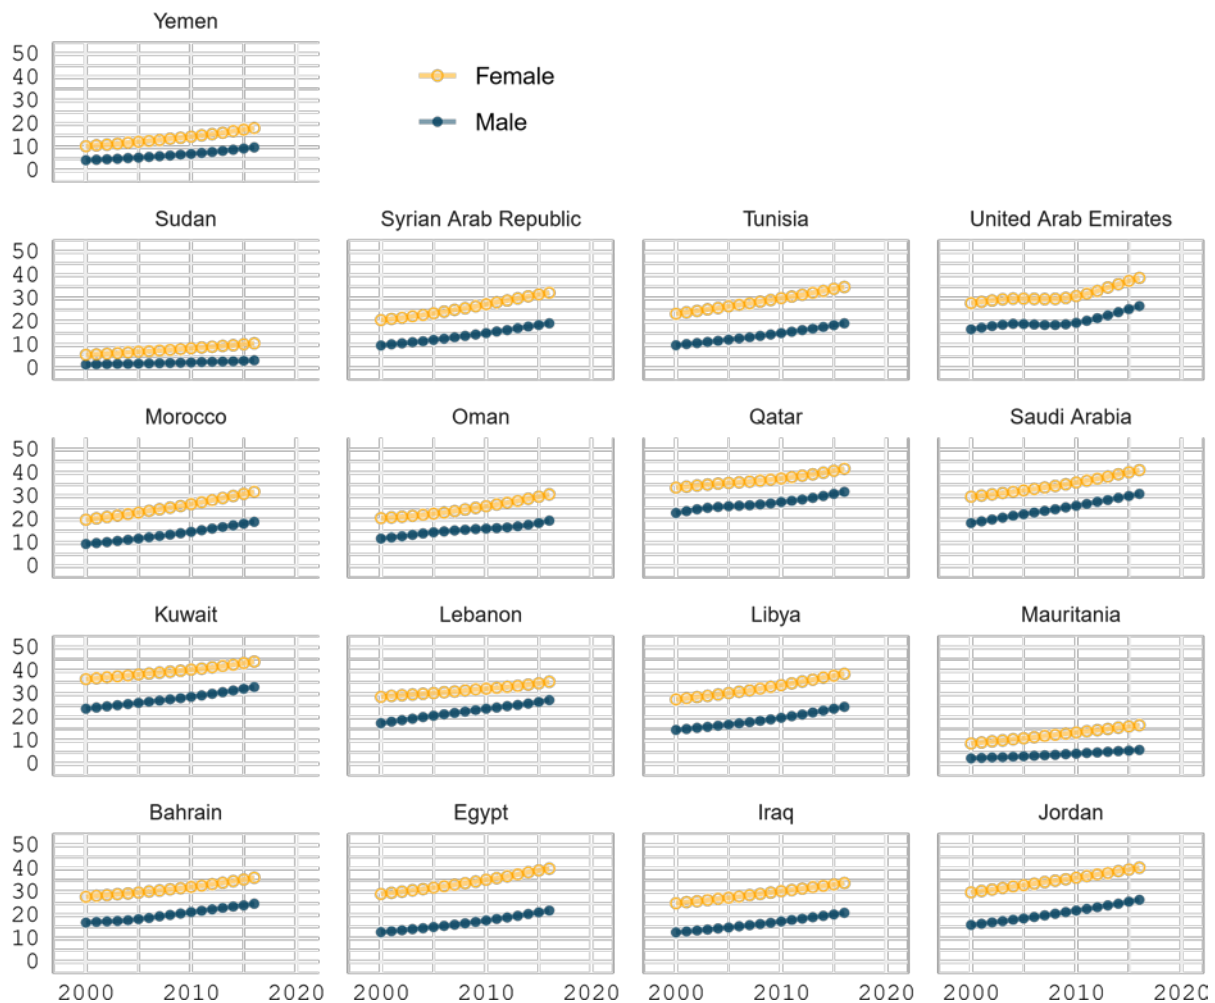 Yemen
50
40
30
20
10
0
Female
Male
Sudan
Syrian Arab Republic
Tunisia
United Arab Emirates
50
40
30
20
10
0
Morocco
Oman
Qatar
Saudi Arabia
50
40
30
20
10
0
Kuwait
Lebanon
Libya
Mauritania
50
40
30
20
10
0
Bahrain
Egypt
Iraq
Jordan
50
40
30
20
10
0
2000 2010 2020 2000 2010 2020 2000 2010 2020 2000 2010 2020